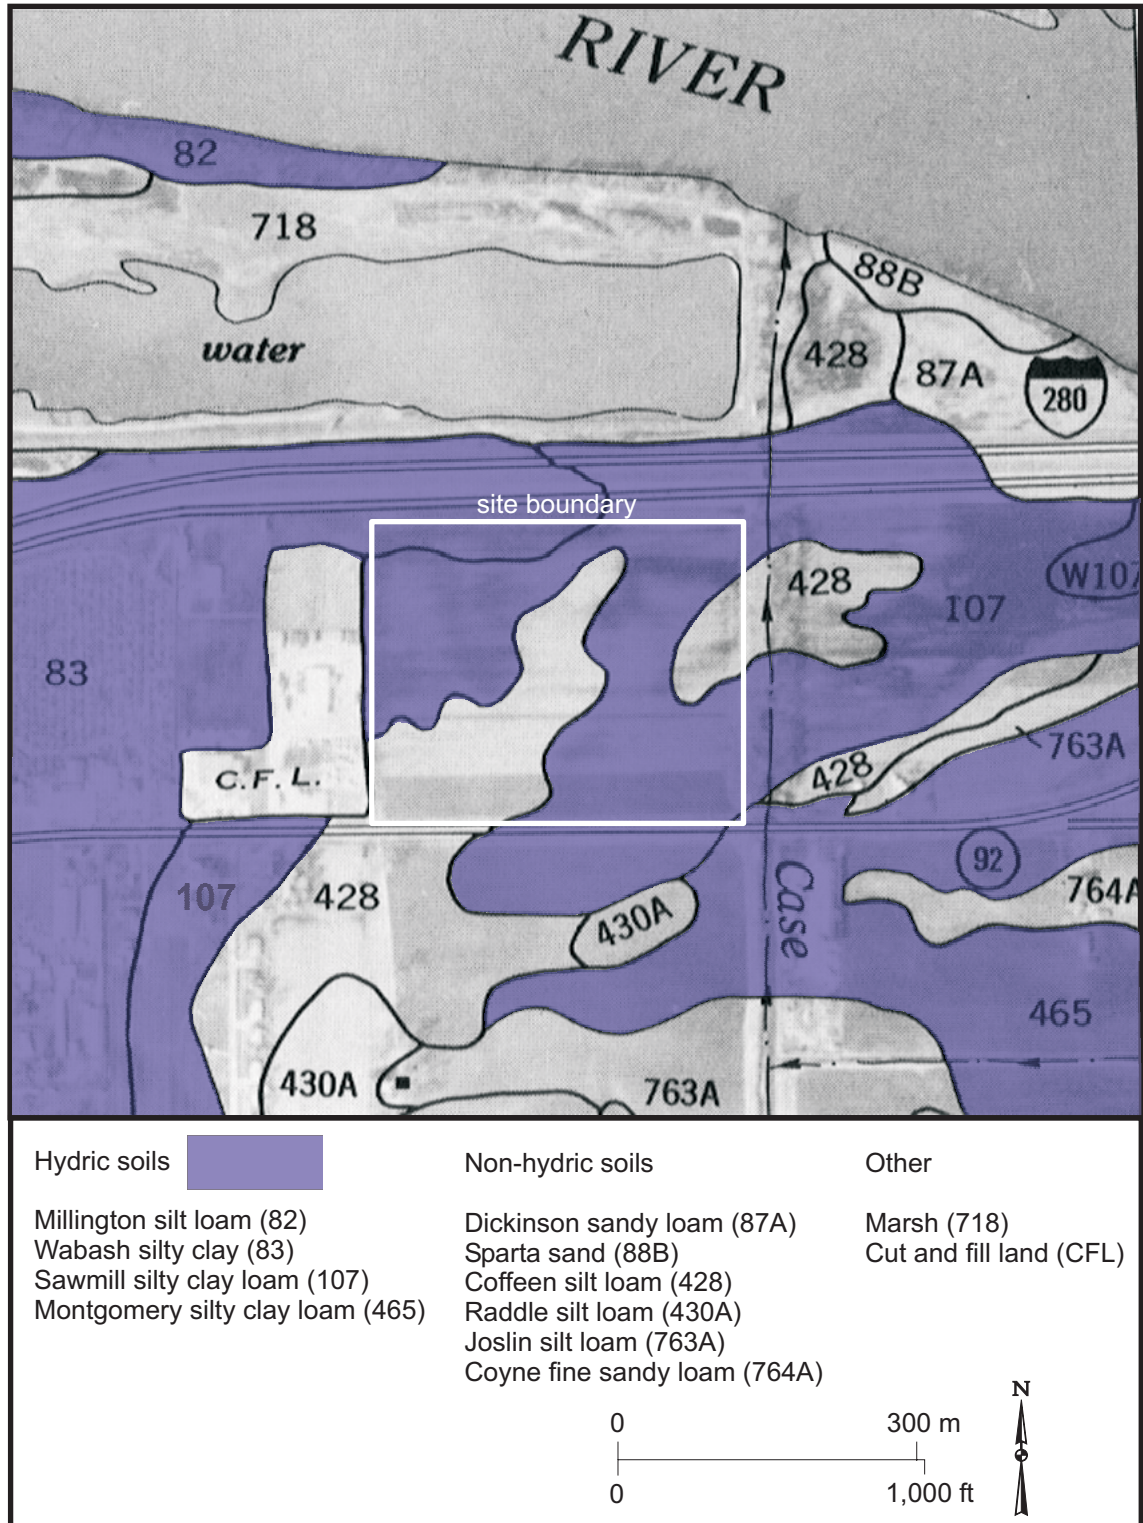 RIVER
82
718
88B
water
428
87A
280
site boundary
428
W107
107
83
763A
C.F.L.
428
92
107
428
Case
764A
430A
465
430A
763A
Hydric soils
Millington silt loam (82)
Wabash silty clay (83)
Sawmill silty clay loam (107)
Montgomery silty clay loam (465)
Non-hydric soils
Dickinson sandy loam (87A)
Sparta sand (88B)
Coffeen silt loam (428)
Raddle silt loam (430A)
Joslin silt loam (763A)
Coyne fine sandy loam (764A)
Other
Marsh (718)
Cut and fill land (CFL)
N
0 300 m
0 1,000 ft